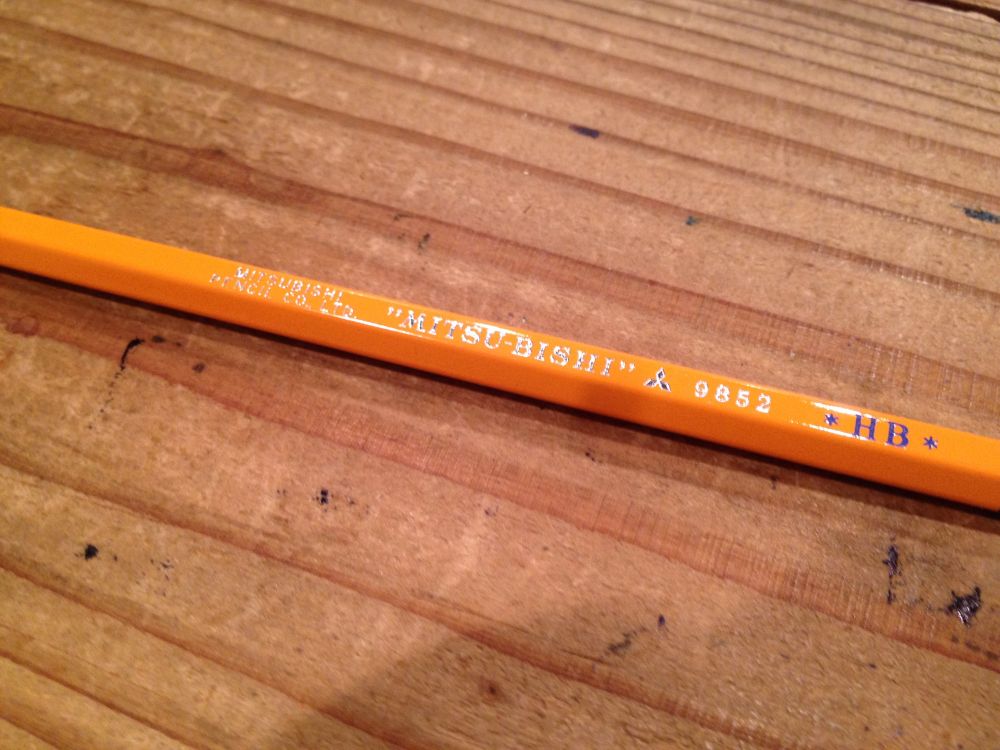 MITSUBISHI
PENCIL CO. LTD.
"MITSU-BISHI" 9852 * HB *